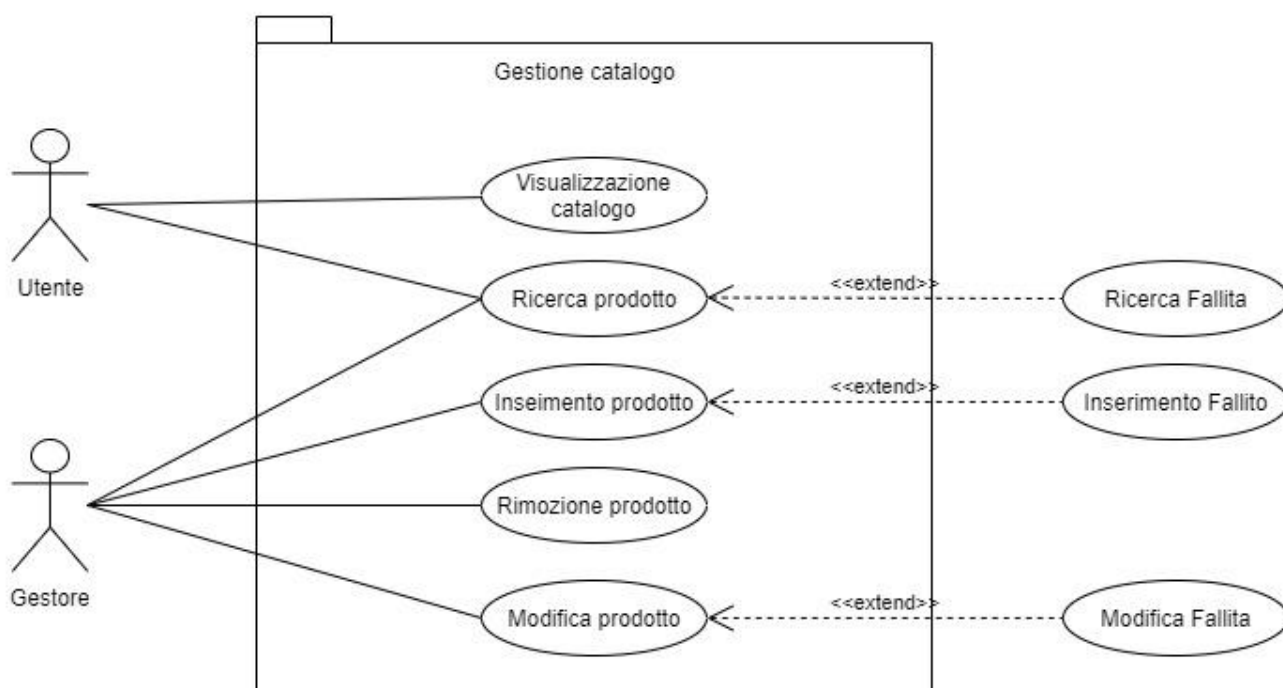 Gestione catalogo
Visualizzazione
catalogo
Utente
Ricerca prodotto
<<extend>>
Ricerca Fallita
Inseimento prodotto
<<extend>>
Inserimento Fallito
Rimozione prodotto
Gestore
Modifica prodotto
<<extend>>
Modifica Fallita